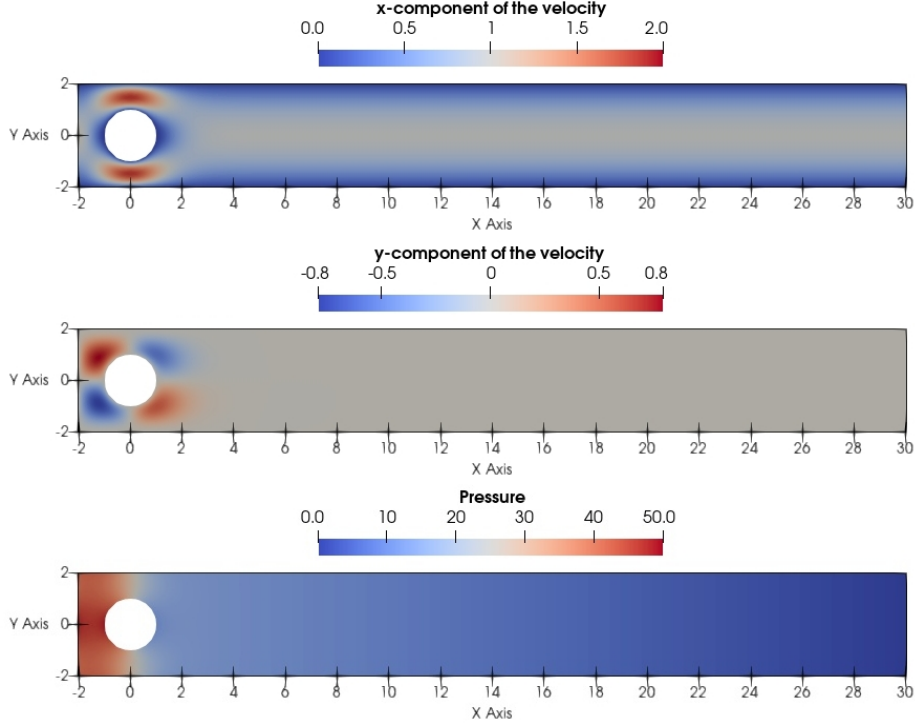 x-component of the velocity
0.0 0.5 1 1.5 2.0
2
Y Axis 0
-2
-2 0 2 4 6 8 10 12 14 16 18 20 22 24 26 28 30
X Axis
y-component of the velocity
-0.8 -0.5 0 0.5 0.8
2
Y Axis 0
-2
-2 0 2 4 6 8 10 12 14 16 18 20 22 24 26 28 30
X Axis
Pressure
0.0 10 20 30 40 50.0
2
Y Axis 0
-2
-2 0 2 4 6 8 10 12 14 16 18 20 22 24 26 28 30
X Axis